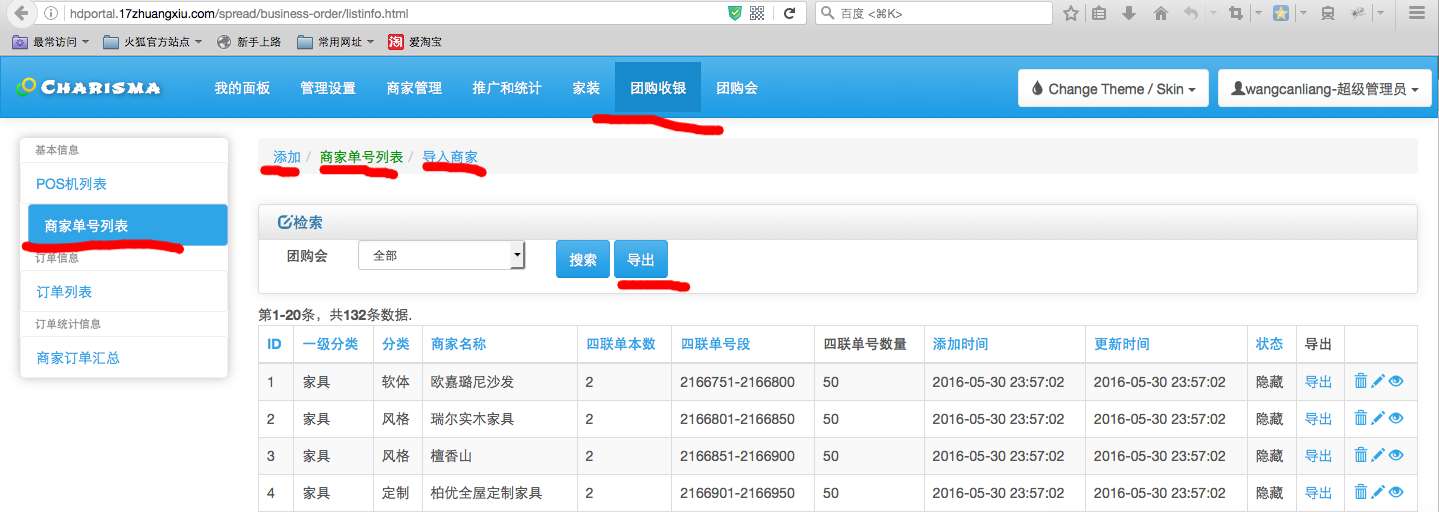 hdportal.17zhuangxiu.com/spread/business-order/listinfo.html 百度 <⌘K>
最常访问 火狐官方站点 新手上路 常用网址 淘 爱淘宝
CHARISMA 我的面板 管理设置 商家管理 推广和统计 家装 团购收银 团购会 Change Theme / Skin wangcanliang-超级管理员
基本信息
POS机列表
商家单号列表
订单信息
订单列表
订单统计信息
商家订单汇总
添加 / 商家单号列表 / 导入商家
检索
团购会 全部 搜索 导出
第1-20条，共132条数据.
ID 一级分类 分类 商家名称 四联单本数 四联单号段 四联单号数量 添加时间 更新时间 状态 导出
1 家具 软体 欧嘉璐尼沙发 2 2166751-2166800 50 2016-05-30 23:57:02 2016-05-30 23:57:02 隐藏 导出
2 家具 风格 瑞尔实木家具 2 2166801-2166850 50 2016-05-30 23:57:02 2016-05-30 23:57:02 隐藏 导出
3 家具 风格 檀香山 2 2166851-2166900 50 2016-05-30 23:57:02 2016-05-30 23:57:02 隐藏 导出
4 家具 定制 柏优全屋定制家具 2 2166901-2166950 50 2016-05-30 23:57:02 2016-05-30 23:57:02 隐藏 导出